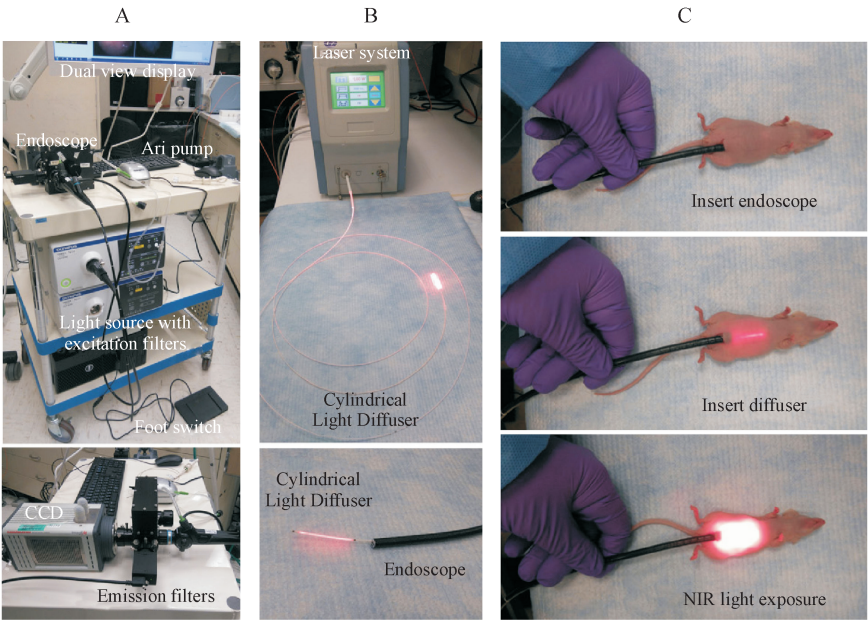 A
B
C
Dual view display
Endoscope
Ari pump
Light source with
excitation filters.
Foot switch
CCD
Emission filters
Laser system
Cylindrical
Light Diffuser
Cylindrical
Light Diffuser
Endoscope
Insert endoscope
Insert diffuser
NIR light exposure